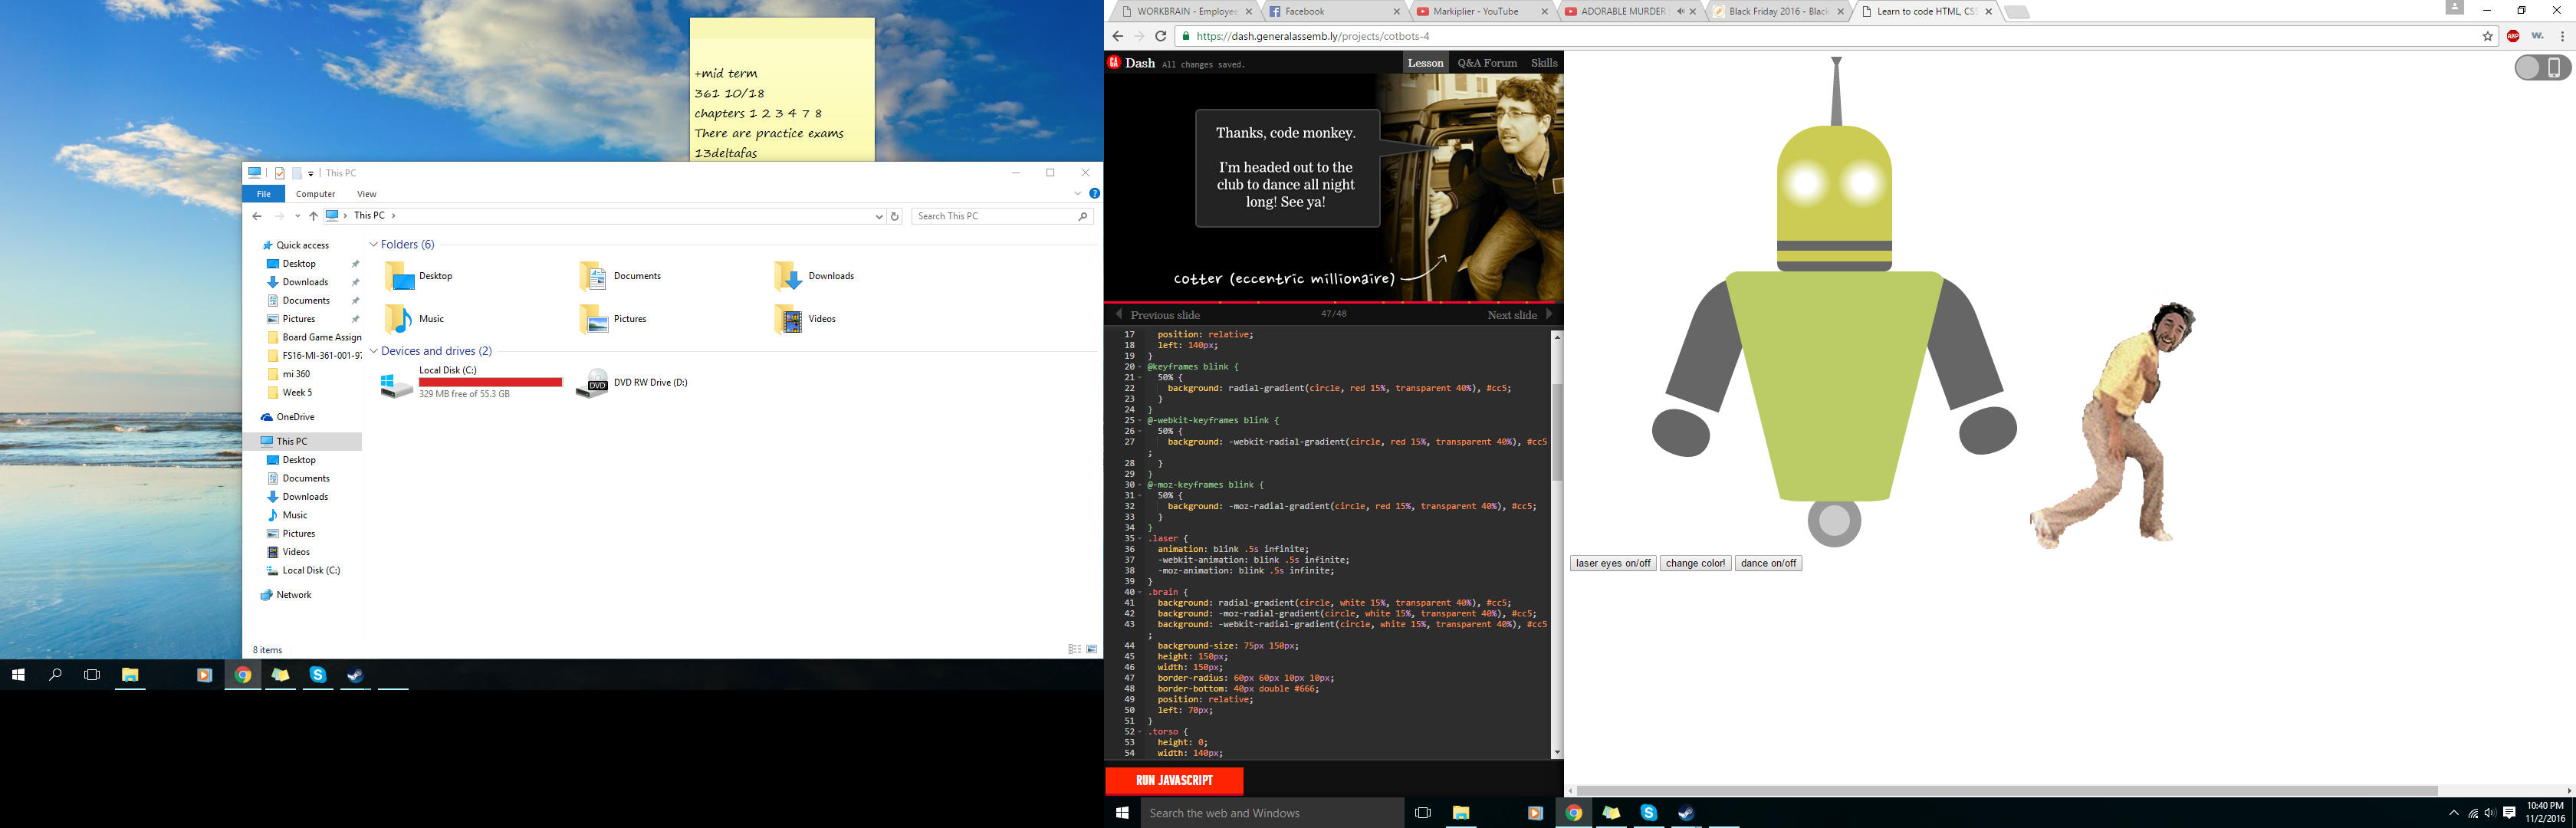 +mid term
361 10/18
chapters 1 2 3 4 7 8
There are practice exams
13deltafas
This PC
File
Computer
View
This PC
Search This PC
Quick access
Desktop
Downloads
Documents
Pictures
Board Game Assign
FS16-MI-361-001-97
mi 360
Week 5
OneDrive
This PC
Desktop
Documents
Downloads
Music
Pictures
Videos
Local Disk (C:)
Network
Folders (6)
Desktop
Documents
Downloads
Music
Pictures
Videos
Devices and drives (2)
Local Disk (C:)
329 MB free of 55.3 GB
DVD RW Drive (D:)
8 items
WORKBRAIN - Employee
Facebook
Markiplier - YouTube
ADORABLE MURDER
Black Friday 2016 - Black
Learn to code HTML, CSS
https://dash.generalassemb.ly/projects/cotbots-4
ABP
W.
GA Dash All changes saved.
Lesson
Q&A Forum
Skills
Thanks, code monkey.
I'm headed out to the
club to dance all night
long! See ya!
cotter (eccentric millionaire)
Previous slide
47/48
Next slide
17 position: relative;
18 left: 140px;
19 }
20 @keyframes blink {
21 50% {
22 background: radial-gradient(circle, red 15%, transparent 40%), #cc5;
23 }
24 }
25 @-webkit-keyframes blink {
26 50% {
27 background: -webkit-radial-gradient(circle, red 15%, transparent 40%), #cc5
;
28 }
29 }
30 @-moz-keyframes blink {
31 50% {
32 background: -moz-radial-gradient(circle, red 15%, transparent 40%), #cc5;
33 }
34 }
35 .laser {
36 animation: blink .5s infinite;
37 -webkit-animation: blink .5s infinite;
38 -moz-animation: blink .5s infinite;
39 }
40 .brain {
41 background: radial-gradient(circle, white 15%, transparent 40%), #cc5;
42 background: -moz-radial-gradient(circle, white 15%, transparent 40%), #cc5;
43 background: -webkit-radial-gradient(circle, white 15%, transparent 40%), #cc5
;
44 background-size: 75px 150px;
45 height: 150px;
46 width: 150px;
47 border-radius: 60px 60px 10px 10px;
48 border-bottom: 40px double #666;
49 position: relative;
50 left: 70px;
51 }
52 .torso {
53 height: 0;
54 width: 140px;
RUN JAVASCRIPT
laser eyes on/off
change color!
dance on/off
Search the web and Windows
10:40 PM
11/2/2016